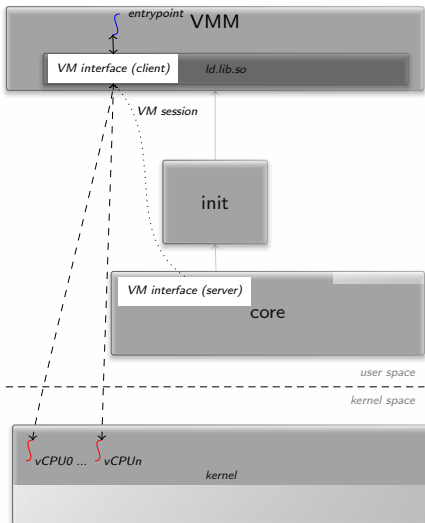 entrypoint
VMM
VM interface (client)
ld.lib.so
VM session
init
VM interface (server)
core
user space
kernel space
vCPU0 ... vCPUn
kernel